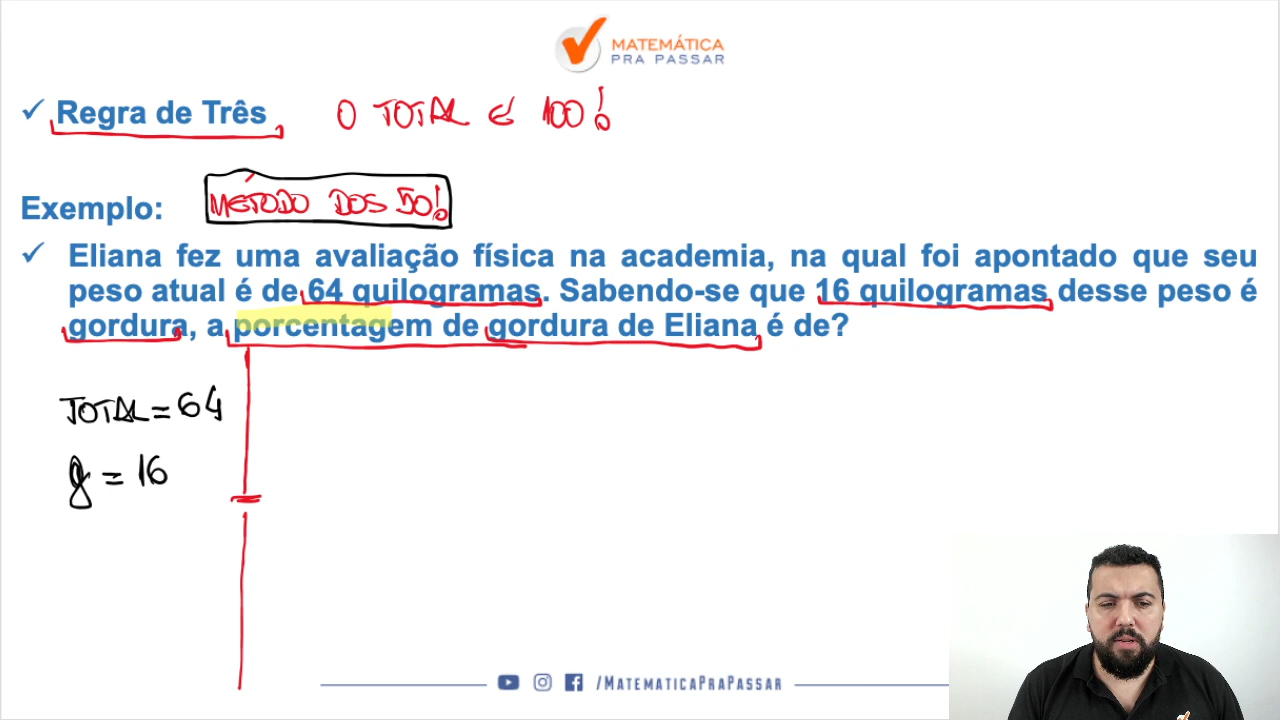 MATEMÁTICA
PRA PASSAR
✓ Regra de Três O TOTAL É 100!
Exemplo: MÉTODO DOS 50!
✓ Eliana fez uma avaliação física na academia, na qual foi apontado que seu
peso atual é de 64 quilogramas. Sabendo-se que 16 quilogramas desse peso é
gordura, a porcentagem de gordura de Eliana é de?
TOTAL = 64
g = 16
/MATEMATICAPRAPASSAR